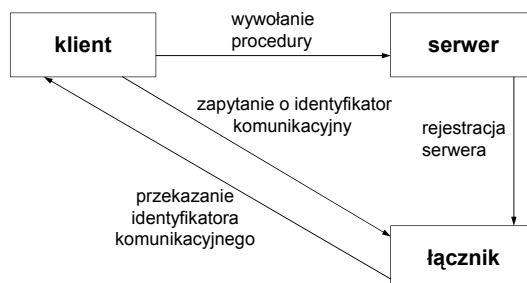 wywołanie
procedury
klient
serwer
zapytanie o identyfikator
komunikacyjny
rejestracja
serwera
przekazanie
identyfikatora
komunikacyjnego
łącznik